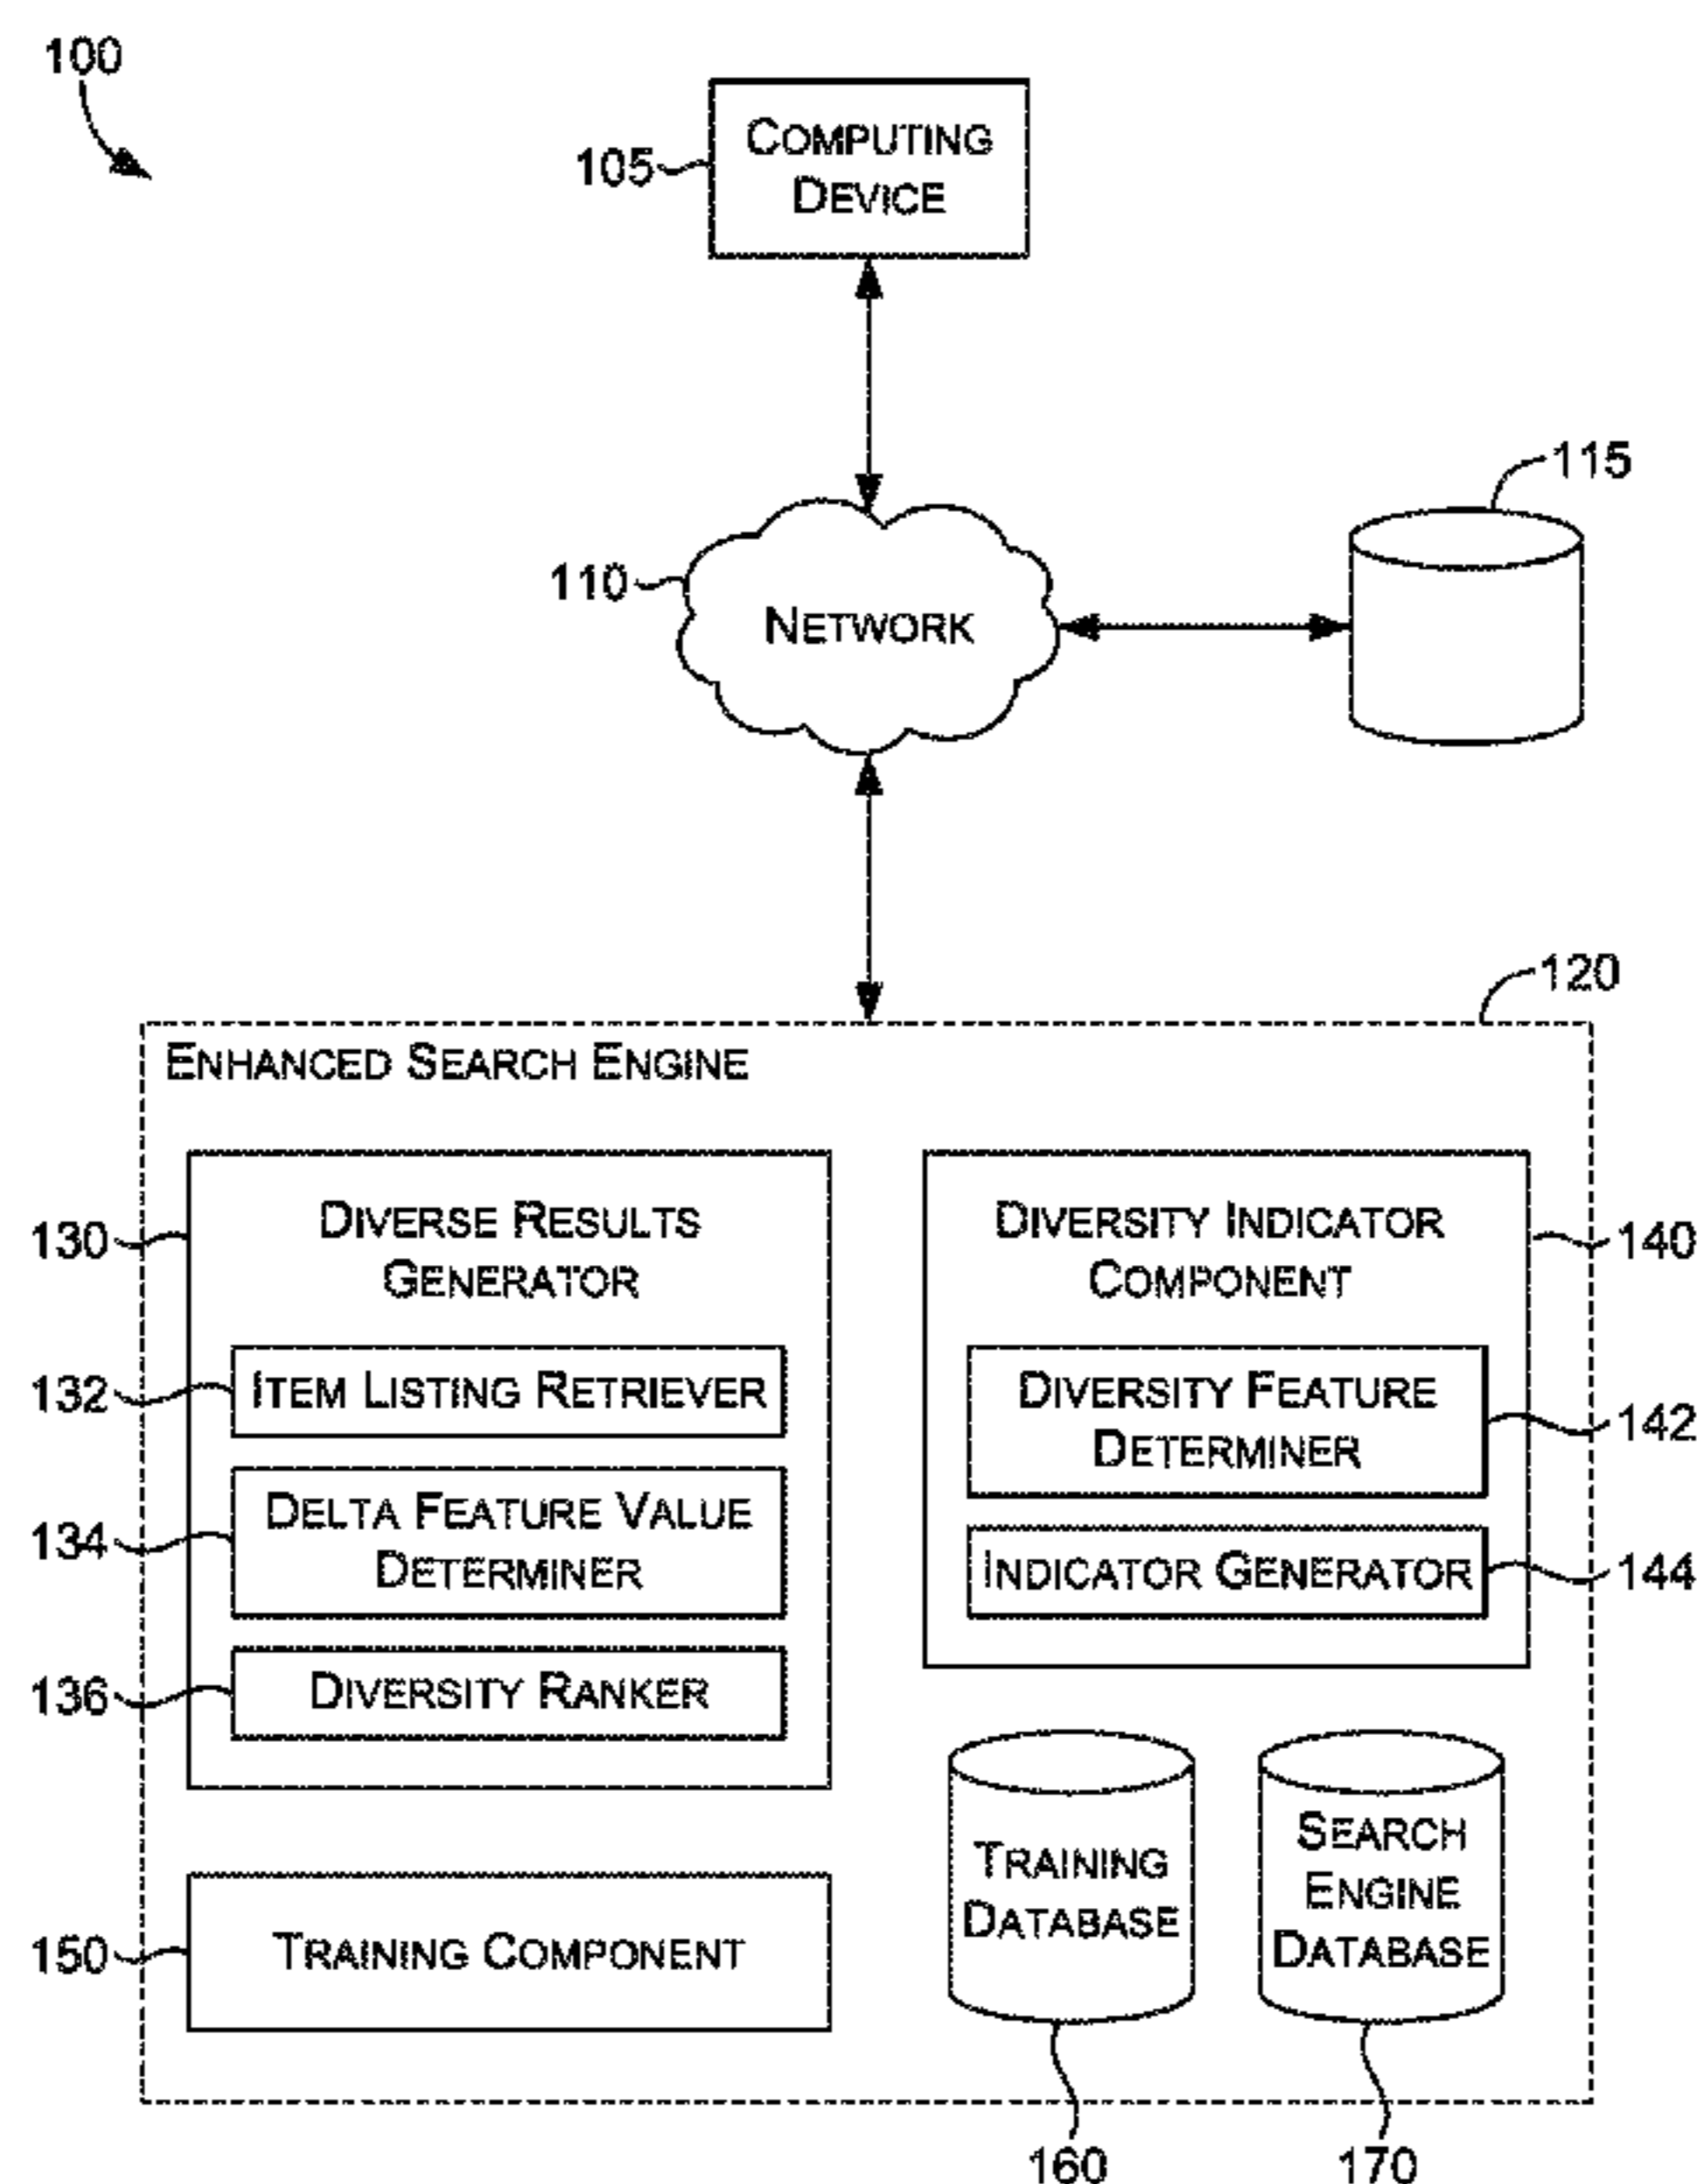 100
COMPUTING
DEVICE
105
115
110
NETWORK
120
ENHANCED SEARCH ENGINE
DIVERSE RESULTS
GENERATOR
130
ITEM LISTING RETRIEVER
132
DELTA FEATURE VALUE
DETERMINER
134
DIVERSITY RANKER
136
DIVERSITY INDICATOR
COMPONENT
140
DIVERSITY FEATURE
DETERMINER
142
INDICATOR GENERATOR
144
TRAINING COMPONENT
150
TRAINING
DATABASE
160
SEARCH
ENGINE
DATABASE
170